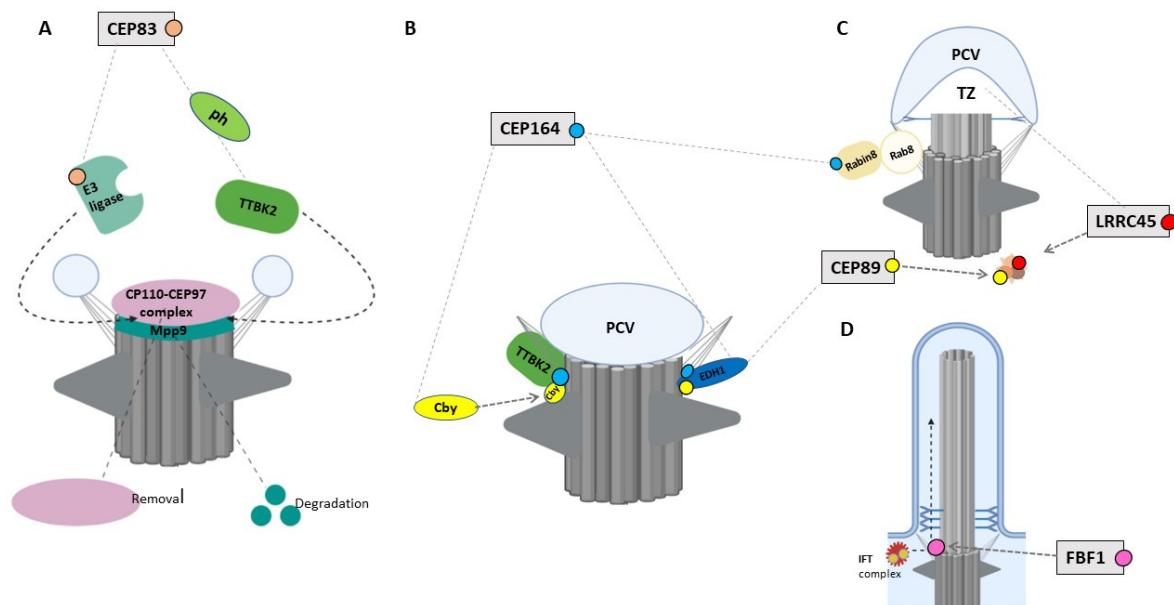 A
CEP83
ph
E3
ligase
TTBK2
CP110-CEP97
complex
Mpp9
Removal
Degradation
B
CEP164
PCV
TTBK2
Cby
Cby
EDH1
C
PCV
TZ
Rabin8
Rab8
LRRC45
CEP89
D
IFT
complex
FBF1